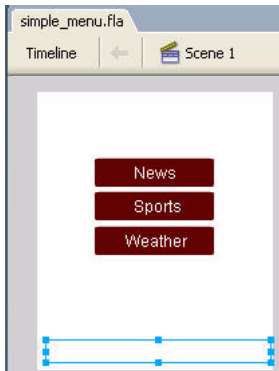 simple_menu.fla
Timeline
Scene 1
News
Sports
Weather